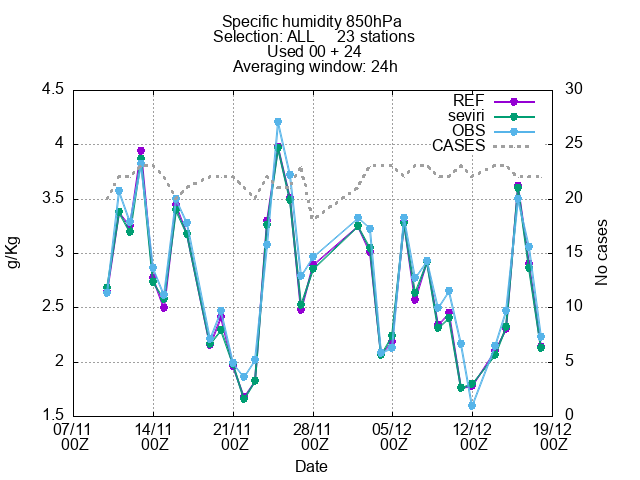 Specific humidity 850hPa
Selection: ALL 23 stations
Used 00 + 24
Averaging window: 24h
REF
seviri
OBS
CASES
4.5
4
3.5
3
2.5
2
1.5
g/Kg
30
25
20
15
10
5
0
No cases
07/11 14/11 21/11 28/11 05/12 12/12 19/12
00Z 00Z 00Z 00Z 00Z 00Z 00Z
Date